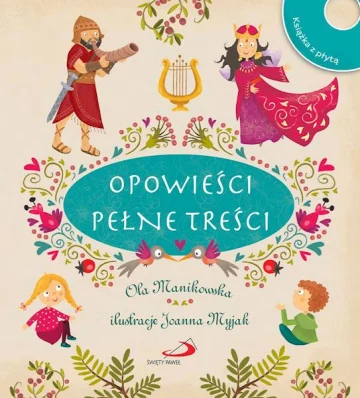 Książka z płytą
OPOWIEŚCI
PEŁNE TREŚCI
Ola Manikowska
ilustracje Joanna Myjak
ŚWIĘTY PAWEŁ